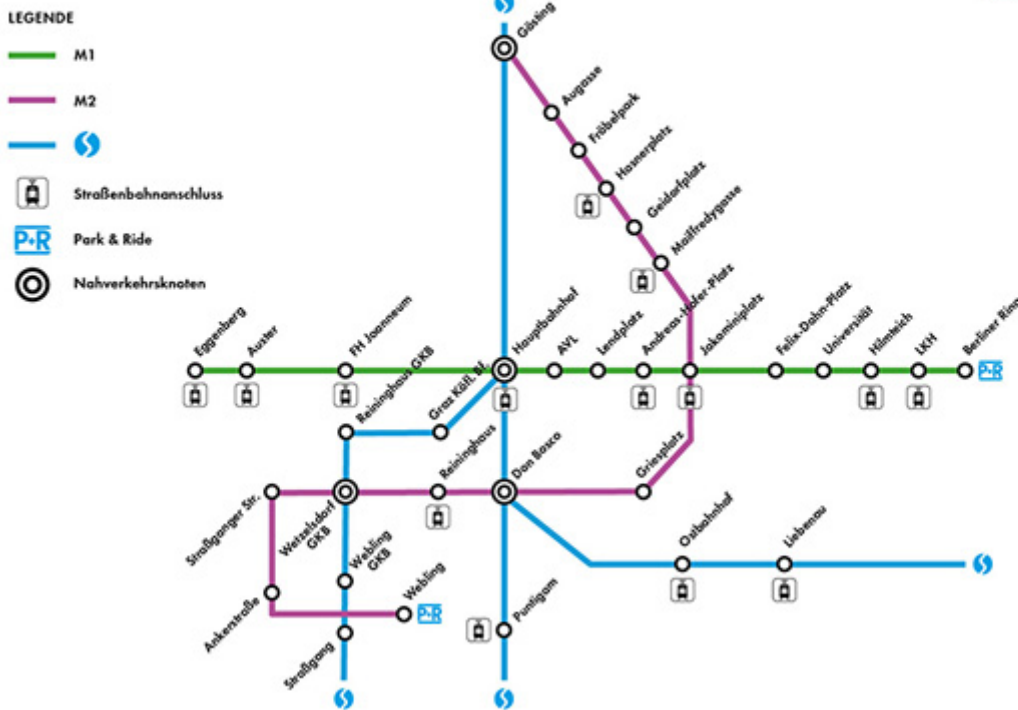 LEGENDE
M1
M2
S
Straßenbahnanschluss
P+R
Park & Ride
Nahverkehrsknoten
S
Gösting
Augasse
Fröbelpark
Hasnerplatz
Geidorfplatz
Maiffredygasse
Eggenberg
Auster
FH Joanneum
Hauptbahnhof
AVL
Lendplatz
Andreas-Hofer-Platz
Jakominiplatz
Felix-Dahn-Platz
Universität
Hilmteich
LKH
Berliner Ring
P+R
Reininghaus GKB
Graz Köfl. Bf.
Reininghaus
Don Bosco
Griesplatz
Straßganger Str.
Wetzelsdorf
GKB
Webling
GKB
Ostbahnhof
Liebenau
S
Ankerstraße
Webling
P+R
Straßgang
Puntigam
S
S